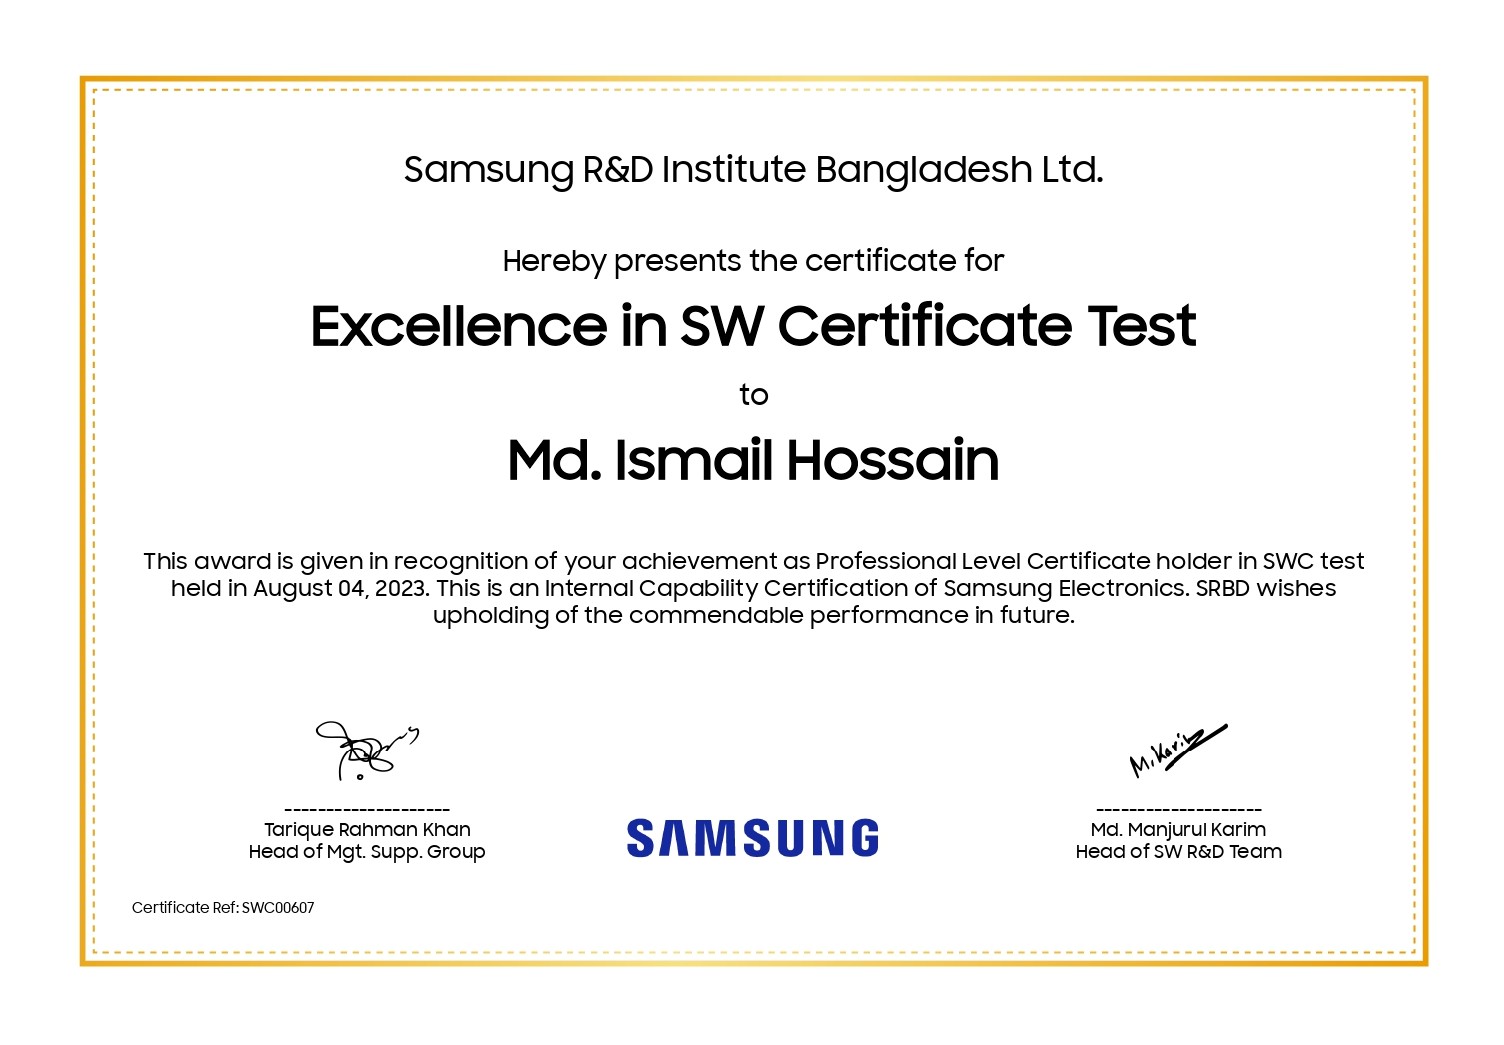 Samsung R&D Institute Bangladesh Ltd.
Hereby presents the certificate for
Excellence in SW Certificate Test
to
Md. Ismail Hossain
This award is given in recognition of your achievement as Professional Level Certificate holder in SWC test
held in August 04, 2023. This is an Internal Capability Certification of Samsung Electronics. SRBD wishes
upholding of the commendable performance in future.
M. Karim
--------------------
Tarique Rahman Khan
Head of Mgt. Supp. Group
SAMSUNG
--------------------
Md. Manjurul Karim
Head of SW R&D Team
Certificate Ref: SWC00607